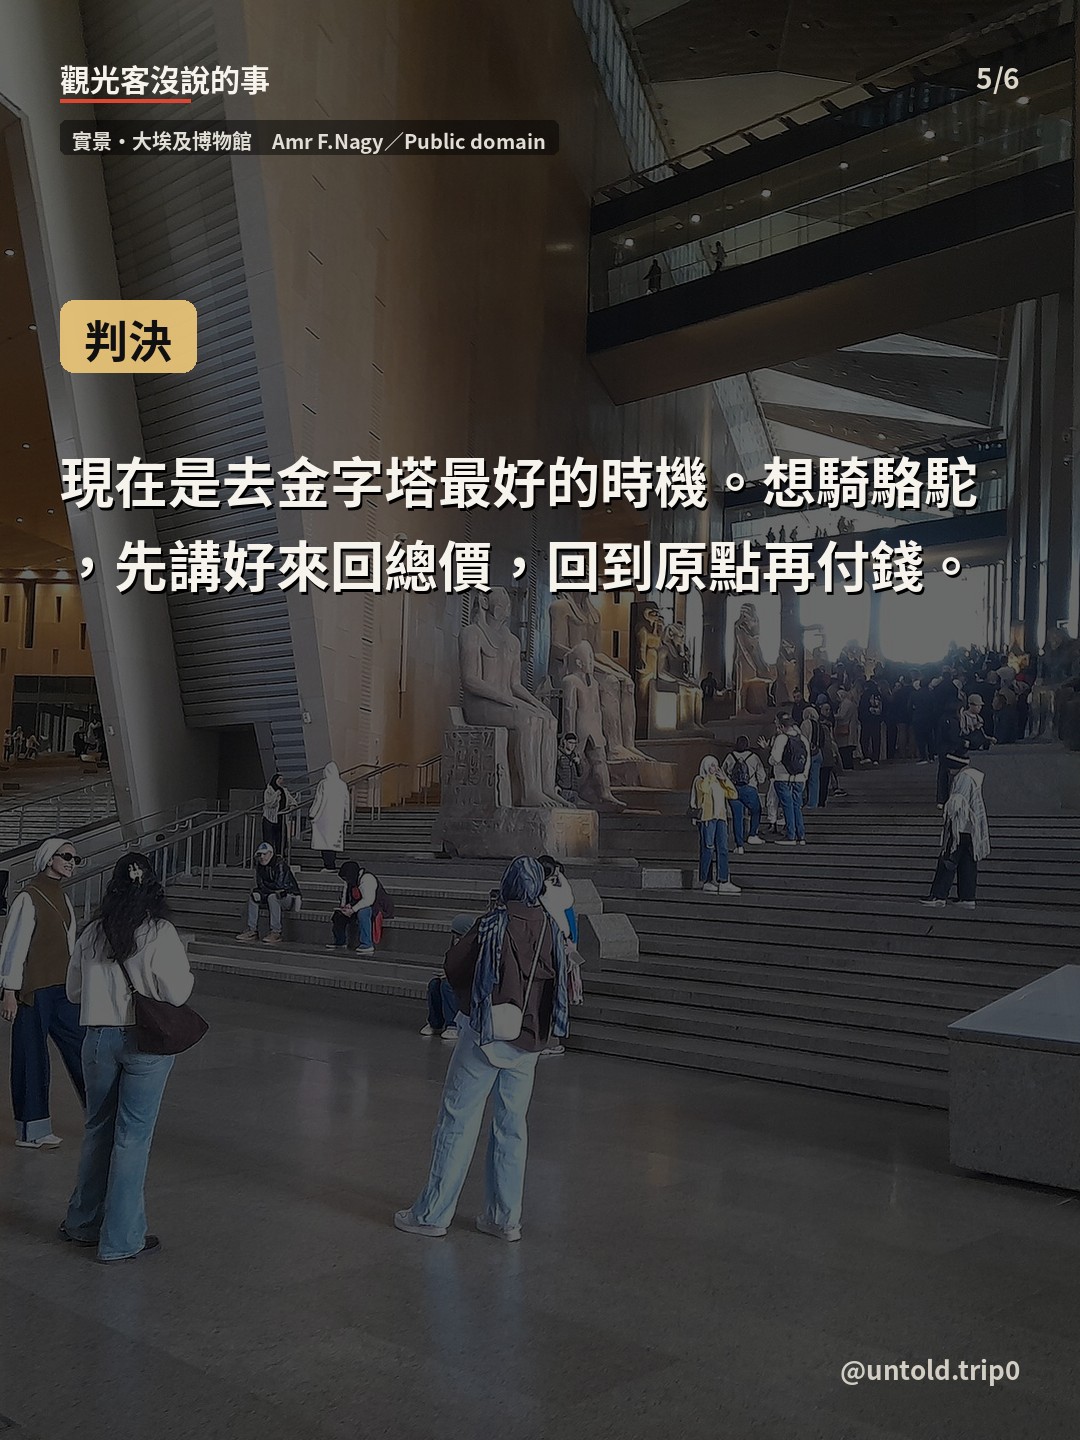 觀光客沒說的事
5/6
實景・大埃及博物館 Amr F.Nagy／Public domain
判決
現在是去金字塔最好的時機。想騎駱駝
，先講好來回總價，回到原點再付錢。
@untold.trip0